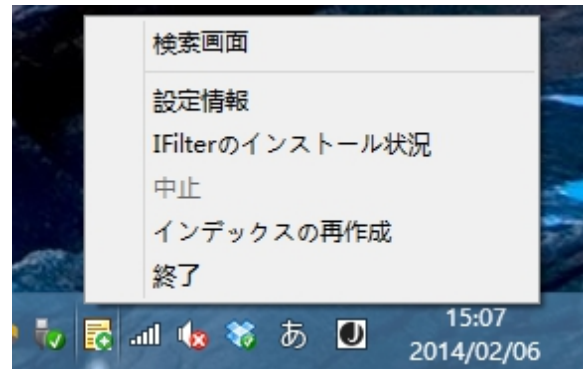 検索画面
設定情報
IFilterのインストール状況
中止
インデックスの再作成
終了
あ
15:07
2014/02/06